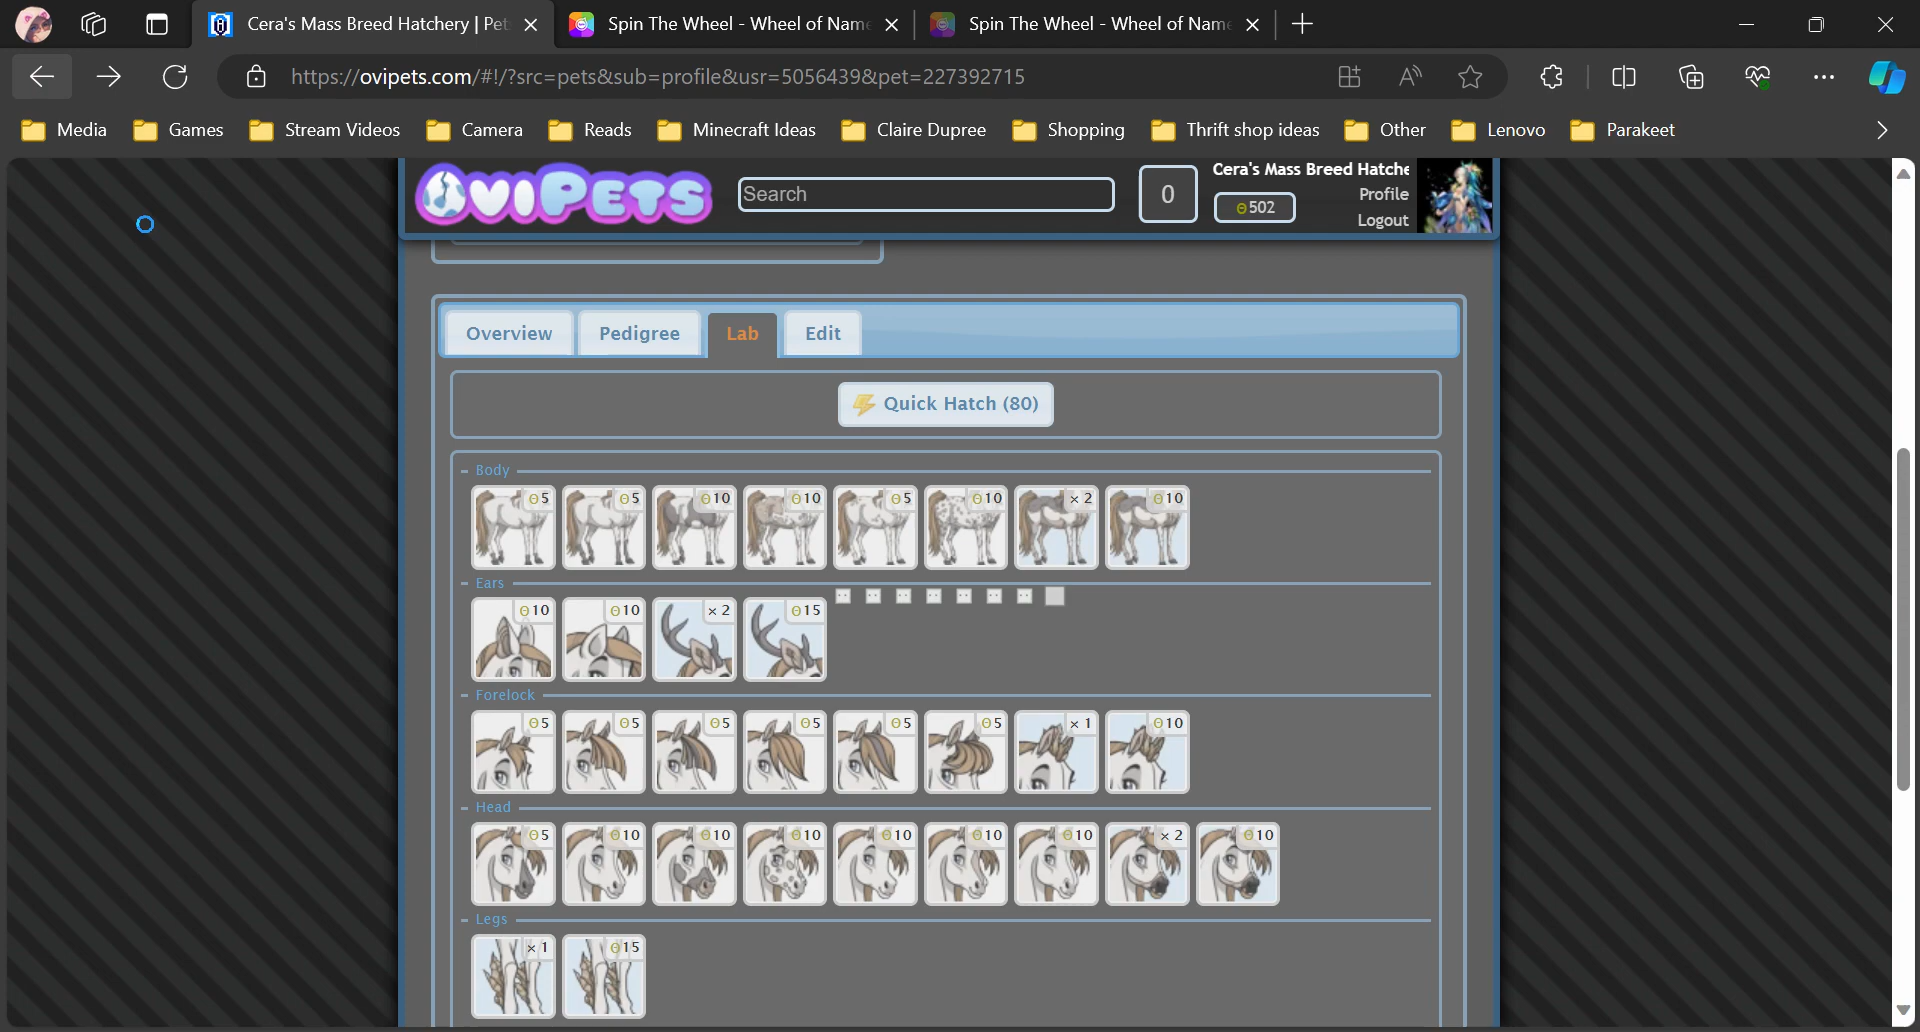 Cera's Mass Breed Hatchery | Pet
Spin The Wheel - Wheel of Name
Spin The Wheel - Wheel of Name
https://ovipets.com/#!/?src=pets&sub=profile&usr=5056439&pet=227392715
Media Games Stream Videos Camera Reads Minecraft Ideas Claire Dupree Shopping Thrift shop ideas Other Lenovo Parakeet
OviPets
Search
0
Cera's Mass Breed Hatche
502
Profile
Logout
Overview Pedigree Lab Edit
Quick Hatch (80)
Body
5 5 10 10 5 10 × 2 10
Ears
10 10 × 2 15
Forelock
5 5 5 5 5 5 × 1 10
Head
5 10 10 10 10 10 10 × 2 10
Legs
× 1 15